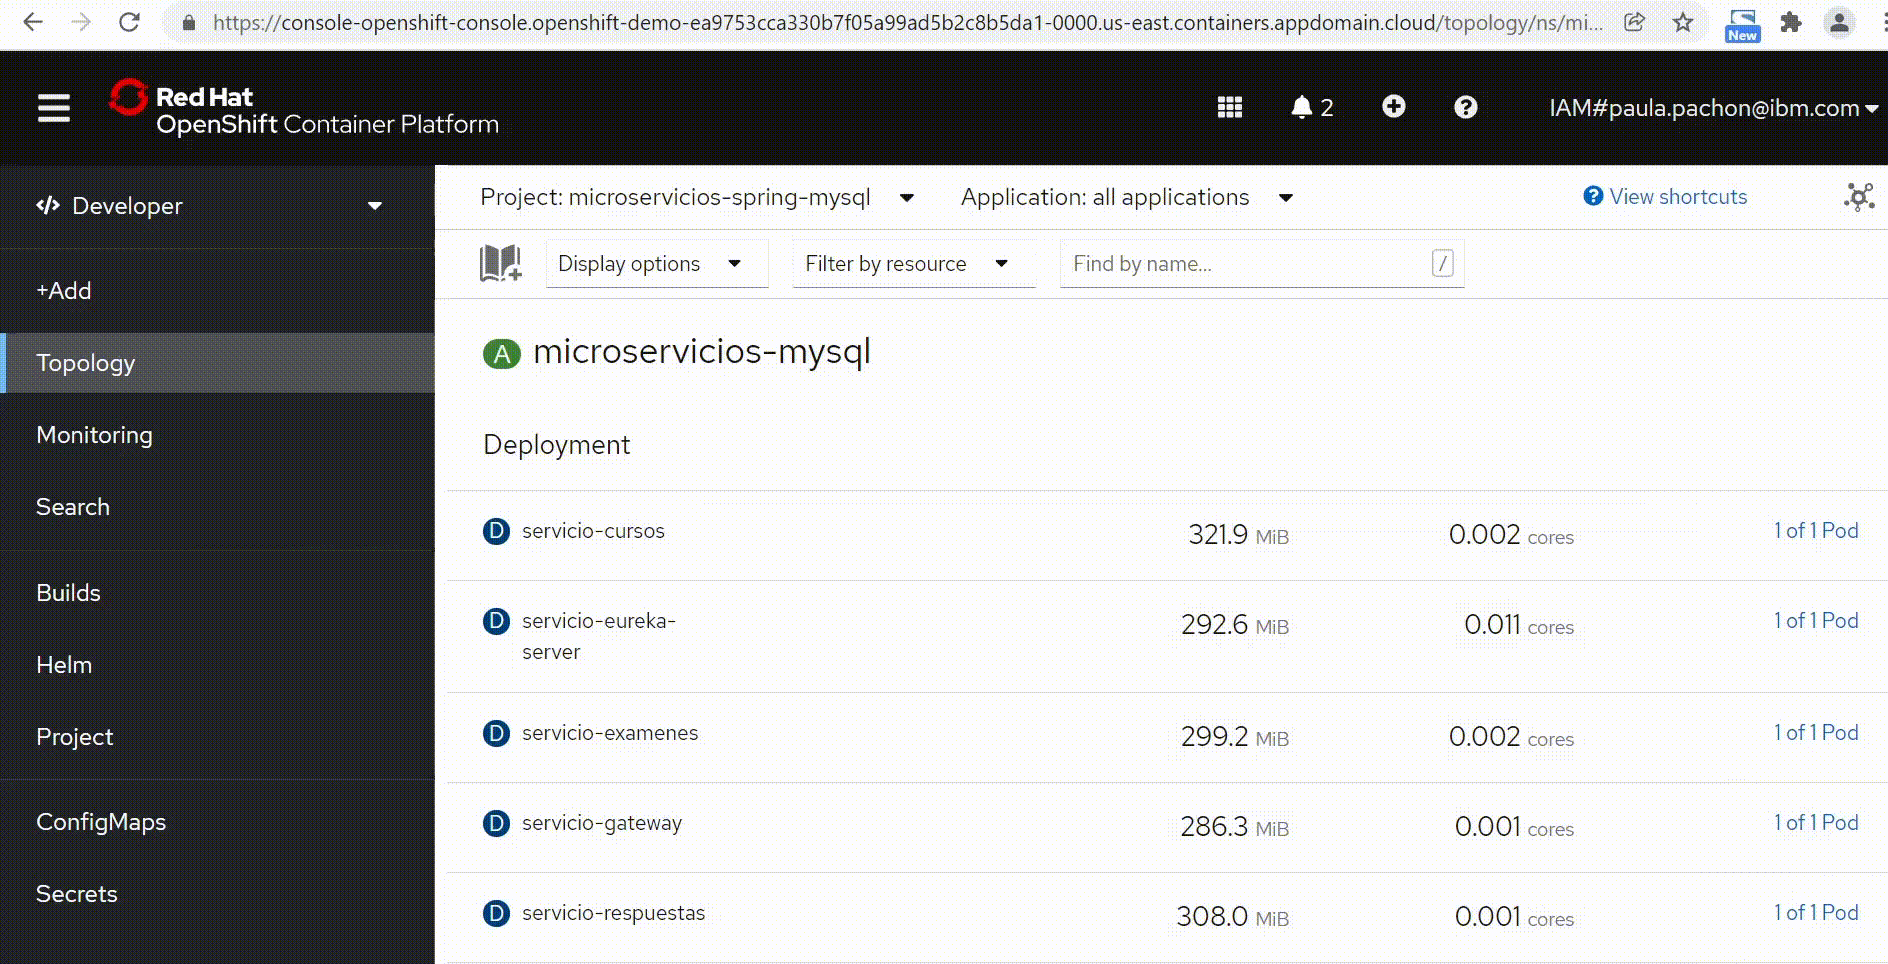 https://console-openshift-console.openshift-demo-ea9753cca330b7f05a99ad5b2c8b5da1-0000.us-east.containers.appdomain.cloud/topology/ns/mi...
New
Red Hat
OpenShift Container Platform
2
IAM#paula.pachon@ibm.com
Developer
Project: microservicios-spring-mysql
Application: all applications
View shortcuts
Display options
Filter by resource
Find by name...
/
+Add
Topology
Monitoring
Search
Builds
Helm
Project
ConfigMaps
Secrets
A microservicios-mysql
Deployment
D servicio-cursos 321.9 MiB 0.002 cores 1 of 1 Pod
D servicio-eureka- 292.6 MiB 0.011 cores 1 of 1 Pod
server
D servicio-examenes 299.2 MiB 0.002 cores 1 of 1 Pod
D servicio-gateway 286.3 MiB 0.001 cores 1 of 1 Pod
D servicio-respuestas 308.0 MiB 0.001 cores 1 of 1 Pod